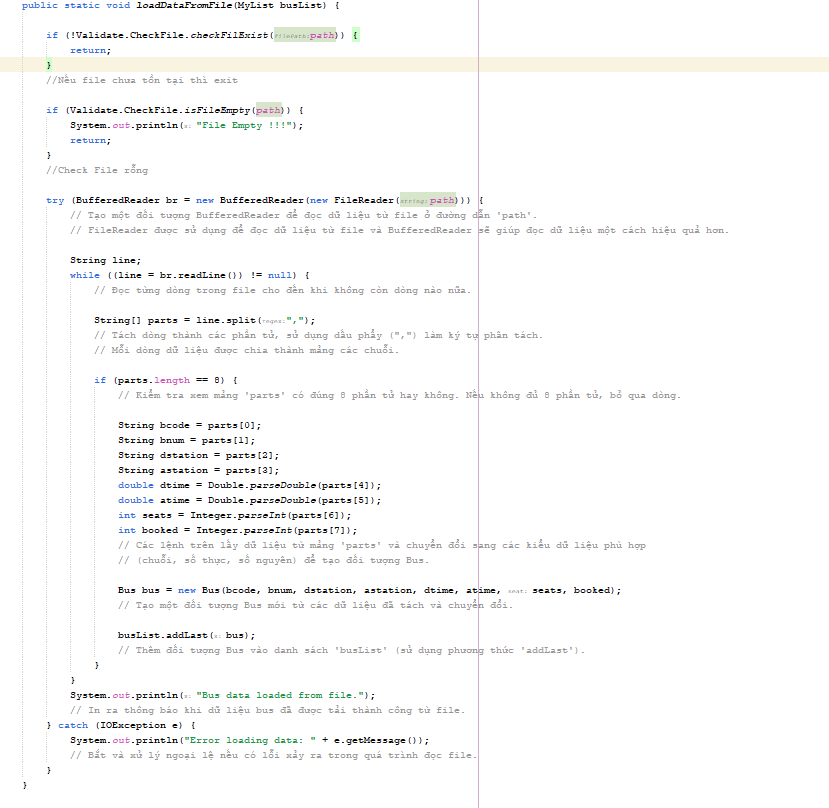 public static void loadDataFromFile(MyList busList) {
if (!Validate.CheckFile.checkFilExist(filePath:path)) {
return;
}
//Nếu file chưa tồn tại thì exit
if (Validate.CheckFile.isFileEmpty(path)) {
System.out.println(x: "File Empty !!!");
return;
}
//Check File rỗng
try (BufferedReader br = new BufferedReader(new FileReader(string:path))) {
// Tạo một đối tượng BufferedReader để đọc dữ liệu từ file ở đường dẫn 'path'.
// FileReader được sử dụng để đọc dữ liệu từ file và BufferedReader sẽ giúp đọc dữ liệu một cách hiệu quả hơn.
String line;
while ((line = br.readLine()) != null) {
// Đọc từng dòng trong file cho đến khi không còn dòng nào nữa.
String[] parts = line.split(regex:",");
// Tách dòng thành các phần tử, sử dụng dấu phẩy (",") làm ký tự phân tách.
// Mỗi dòng dữ liệu được chia thành mảng các chuỗi.
if (parts.length == 8) {
// Kiểm tra xem mảng 'parts' có đúng 8 phần tử hay không. Nếu không đủ 8 phần tử, bỏ qua dòng.
String bcode = parts[0];
String bnum = parts[1];
String dstation = parts[2];
String astation = parts[3];
double dtime = Double.parseDouble(parts[4]);
double atime = Double.parseDouble(parts[5]);
int seats = Integer.parseInt(parts[6]);
int booked = Integer.parseInt(parts[7]);
// Các lệnh trên lấy dữ liệu từ mảng 'parts' và chuyển đổi sang các kiểu dữ liệu phù hợp
// (chuỗi, số thực, số nguyên) để tạo đối tượng Bus.
Bus bus = new Bus(bcode, bnum, dstation, astation, dtime, atime, seat: seats, booked);
// Tạo một đối tượng Bus mới từ các dữ liệu đã tách và chuyển đổi.
busList.addLast(x: bus);
// Thêm đối tượng Bus vào danh sách 'busList' (sử dụng phương thức 'addLast').
}
}
System.out.println(x: "Bus data loaded from file.");
// In ra thông báo khi dữ liệu bus đã được tải thành công từ file.
} catch (IOException e) {
System.out.println("Error loading data: " + e.getMessage());
// Bắt và xử lý ngoại lệ nếu có lỗi xảy ra trong quá trình đọc file.
}
}